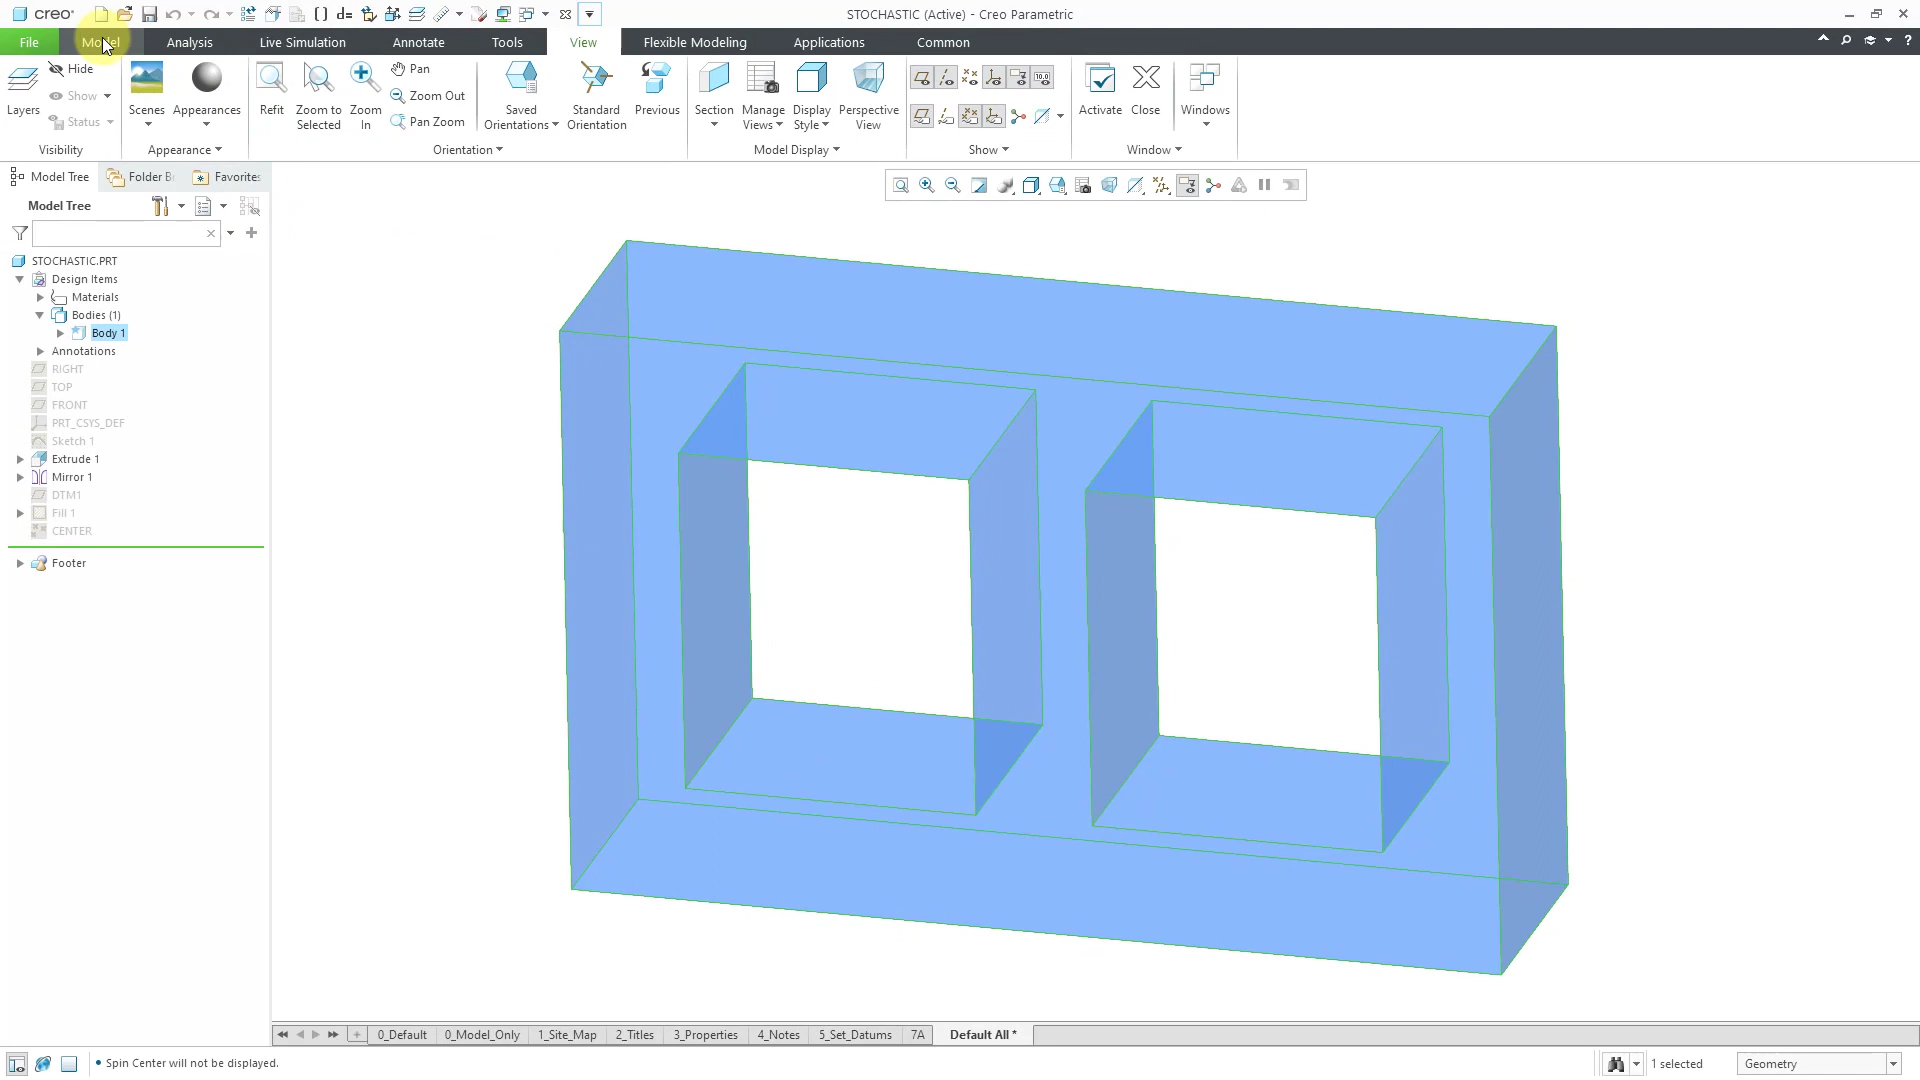 creo
d=
STOCHASTIC (Active) - Creo Parametric
File
Model
Analysis
Live Simulation
Annotate
Tools
View
Flexible Modeling
Applications
Common
Layers
Hide
Show
Status
Visibility
Scenes
Appearances
Appearance
Refit
Zoom to Selected
Zoom In
Pan
Zoom Out
Pan Zoom
Saved Orientations
Standard Orientation
Previous
Orientation
Section
Manage Views
Display Style
Perspective View
Model Display
10.0
Show
Activate
Close
Windows
Window
Model Tree
Folder B
Favorites
Model Tree
STOCHASTIC.PRT
Design Items
Materials
Bodies (1)
Body 1
Annotations
RIGHT
TOP
FRONT
PRT_CSYS_DEF
Sketch 1
Extrude 1
Mirror 1
DTM1
Fill 1
CENTER
Footer
0_Default
0_Model_Only
1_Site_Map
2_Titles
3_Properties
4_Notes
5_Set_Datums
7A
Default All *
• Spin Center will not be displayed.
1 selected
Geometry